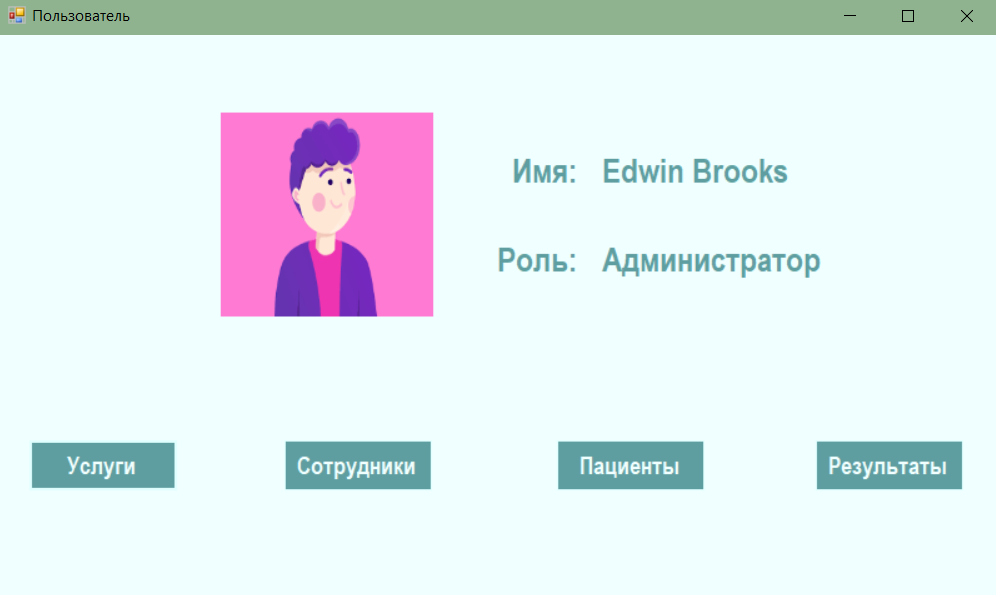 Пользователь
Имя: Edwin Brooks
Роль: Администратор
Услуги Сотрудники Пациенты Результаты